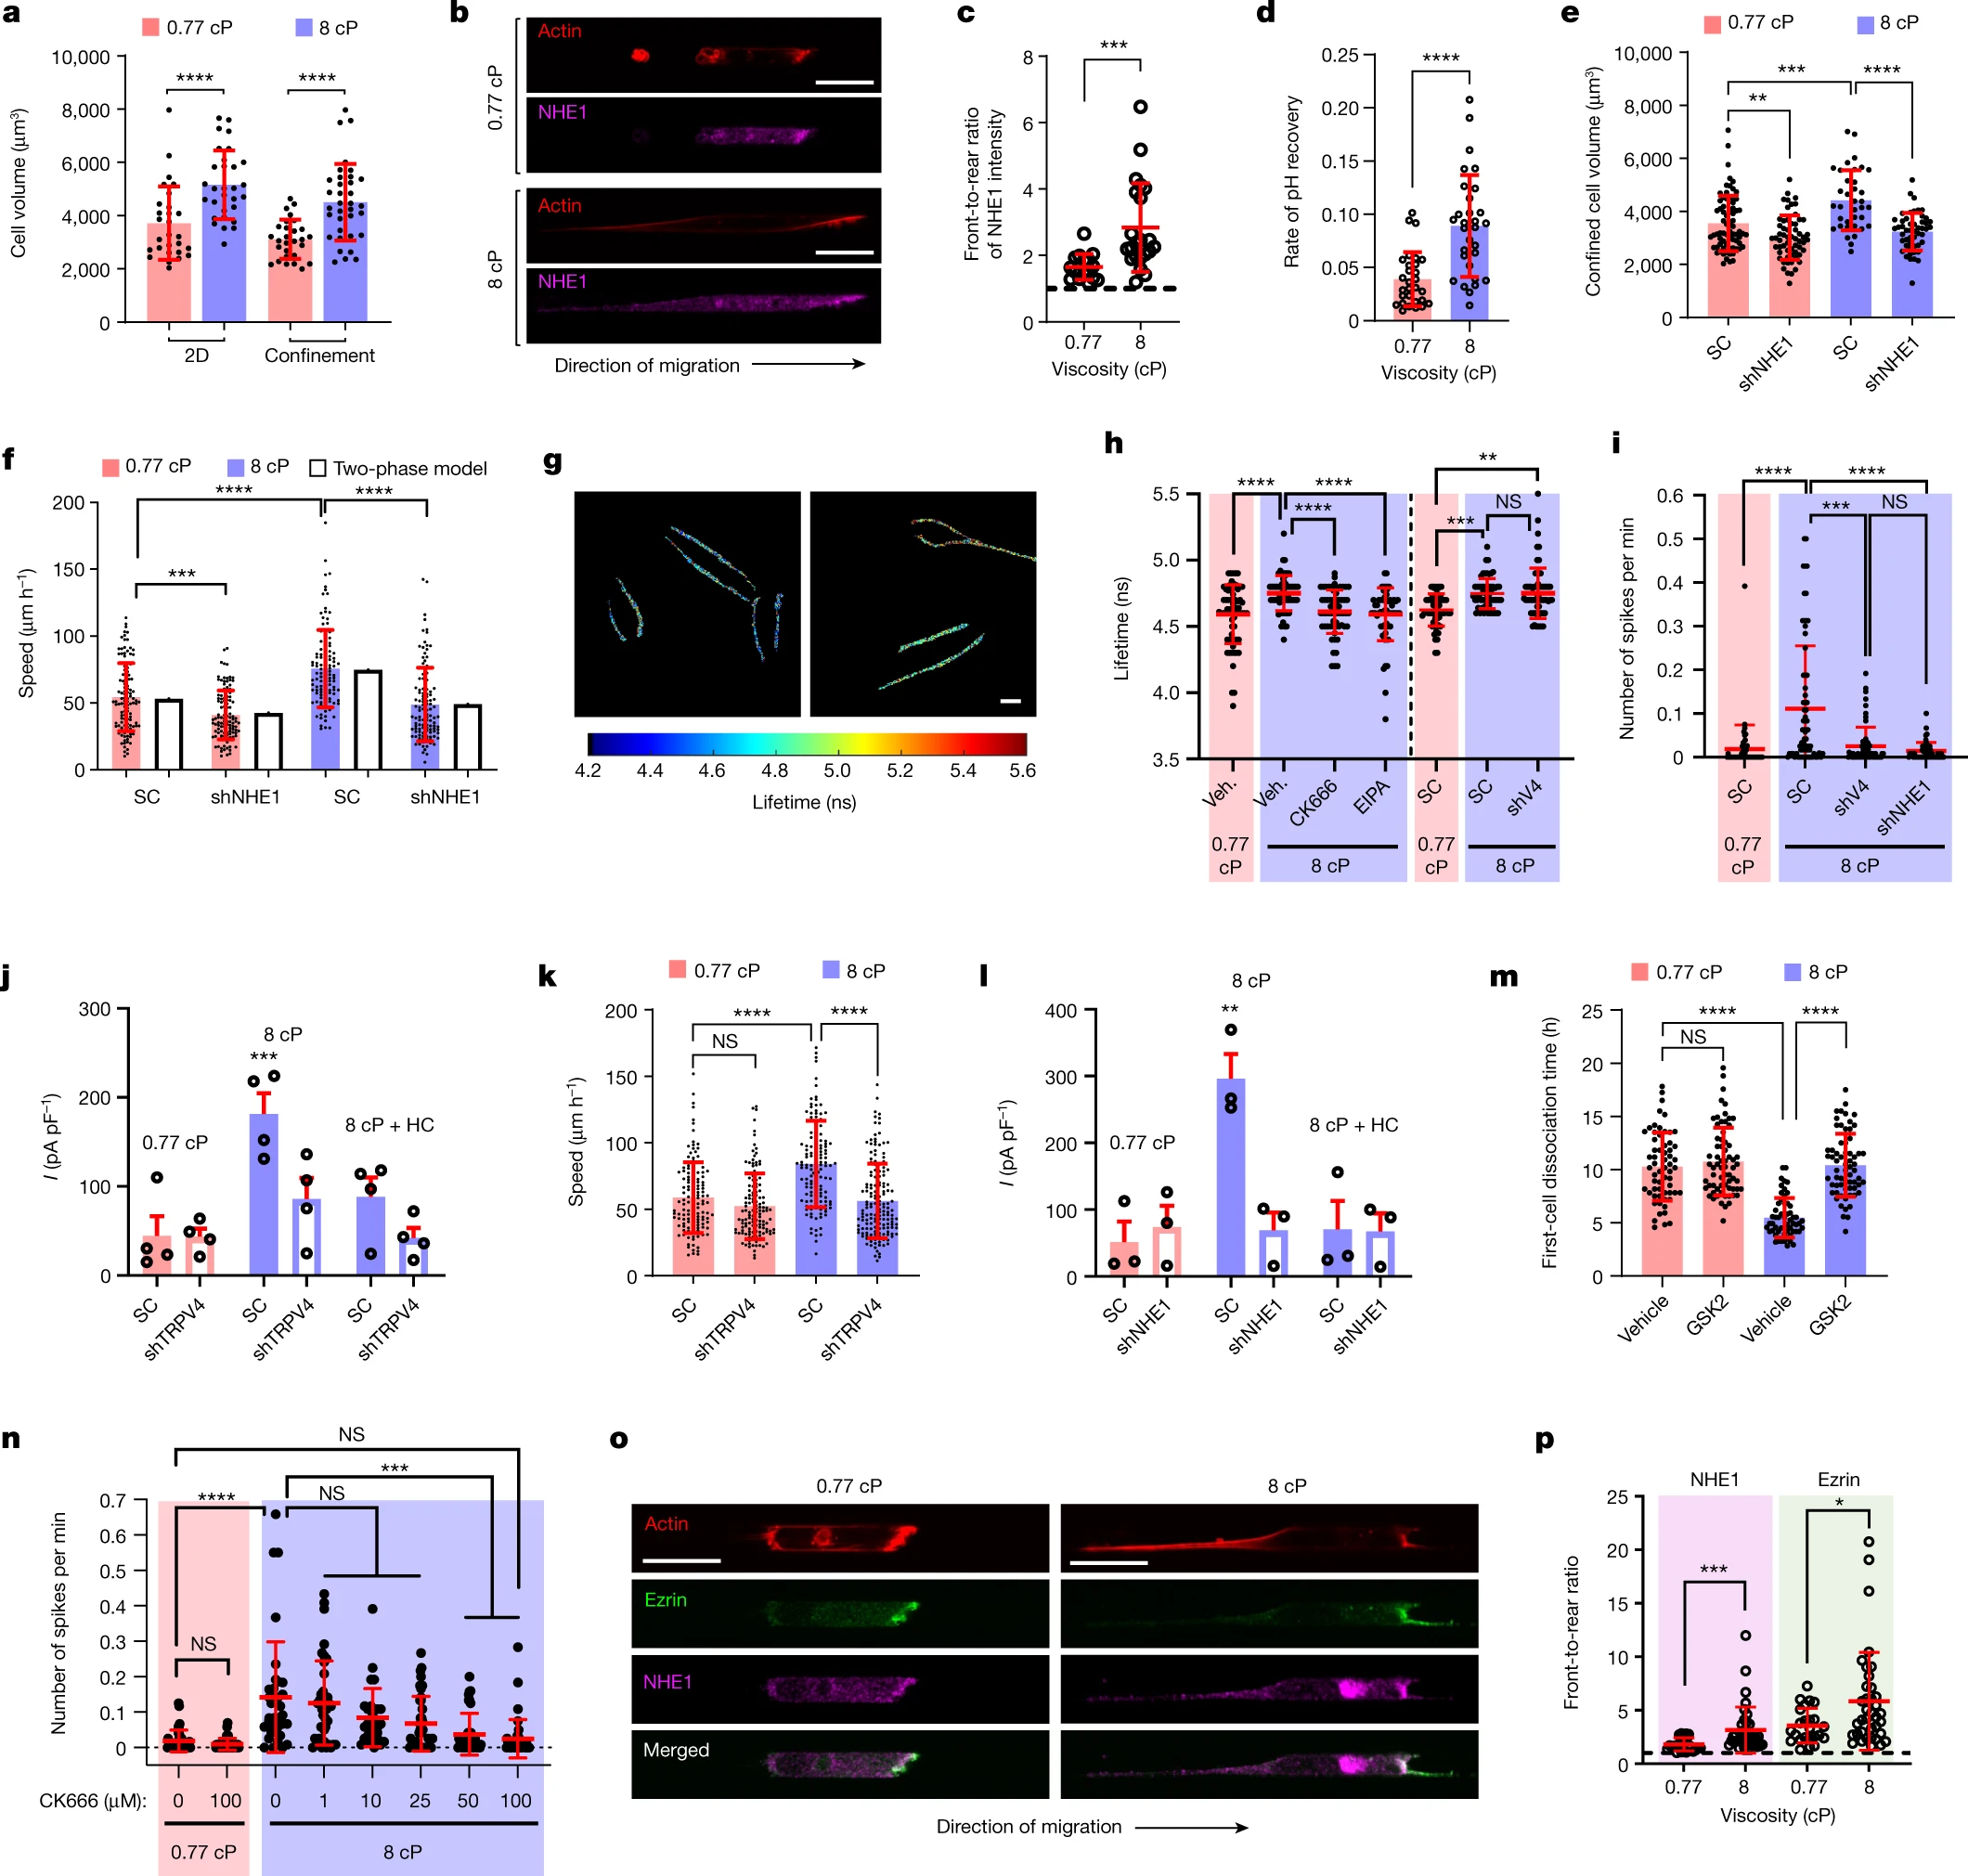 a
0.77 cP 8 cP
Cell volume (μm³)
10,000
8,000
6,000
4,000
2,000
0
****
****
2D Confinement
b
0.77 cP
8 cP
Actin
NHE1
Actin
NHE1
Direction of migration
c
Front-to-rear ratio
of NHE1 intensity
8
6
4
2
0
***
0.77 8
Viscosity (cP)
d
Rate of pH recovery
0.25
0.20
0.15
0.10
0.05
0
****
0.77 8
Viscosity (cP)
e
0.77 cP 8 cP
Confined cell volume (μm³)
10,000
8,000
6,000
4,000
2,000
0
*** ****
**
SC shNHE1 SC shNHE1
f
0.77 cP 8 cP Two-phase model
Speed (μm h⁻¹)
200
150
100
50
0
**** ****
***
SC shNHE1 SC shNHE1
g
4.2 4.4 4.6 4.8 5.0 5.2 5.4 5.6
Lifetime (ns)
h
Lifetime (ns)
5.5
5.0
4.5
4.0
3.5
**** **** **
**** *** NS
Veh. Veh. CK666 EIPA SC SC shV4
0.77
cP
8 cP
0.77
cP
8 cP
i
Number of spikes per min
0.6
0.5
0.4
0.3
0.2
0.1
0
**** ****
*** NS
SC SC shV4 shNHE1
0.77
cP
8 cP
j
I (pA pF⁻¹)
300
200
100
0
0.77 cP
8 cP
***
8 cP + HC
SC shTRPV4 SC shTRPV4 SC shTRPV4
k
0.77 cP 8 cP
Speed (μm h⁻¹)
200
150
100
50
0
**** ****
NS
SC shTRPV4 SC shTRPV4
l
I (pA pF⁻¹)
400
300
200
100
0
0.77 cP
8 cP
**
8 cP + HC
SC shNHE1 SC shNHE1 SC shNHE1
m
0.77 cP 8 cP
First-cell dissociation time (h)
25
20
15
10
5
0
**** ****
NS
Vehicle GSK2 Vehicle GSK2
n
Number of spikes per min
0.7
0.6
0.5
0.4
0.3
0.2
0.1
0
NS
***
**** NS
NS
CK666 (μM): 0 100 0 1 10 25 50 100
0.77 cP 8 cP
o
0.77 cP 8 cP
Actin
Ezrin
NHE1
Merged
Direction of migration
p
Front-to-rear ratio
NHE1 Ezrin
25
20
15
10
5
0
***
*
0.77 8 0.77 8
Viscosity (cP)